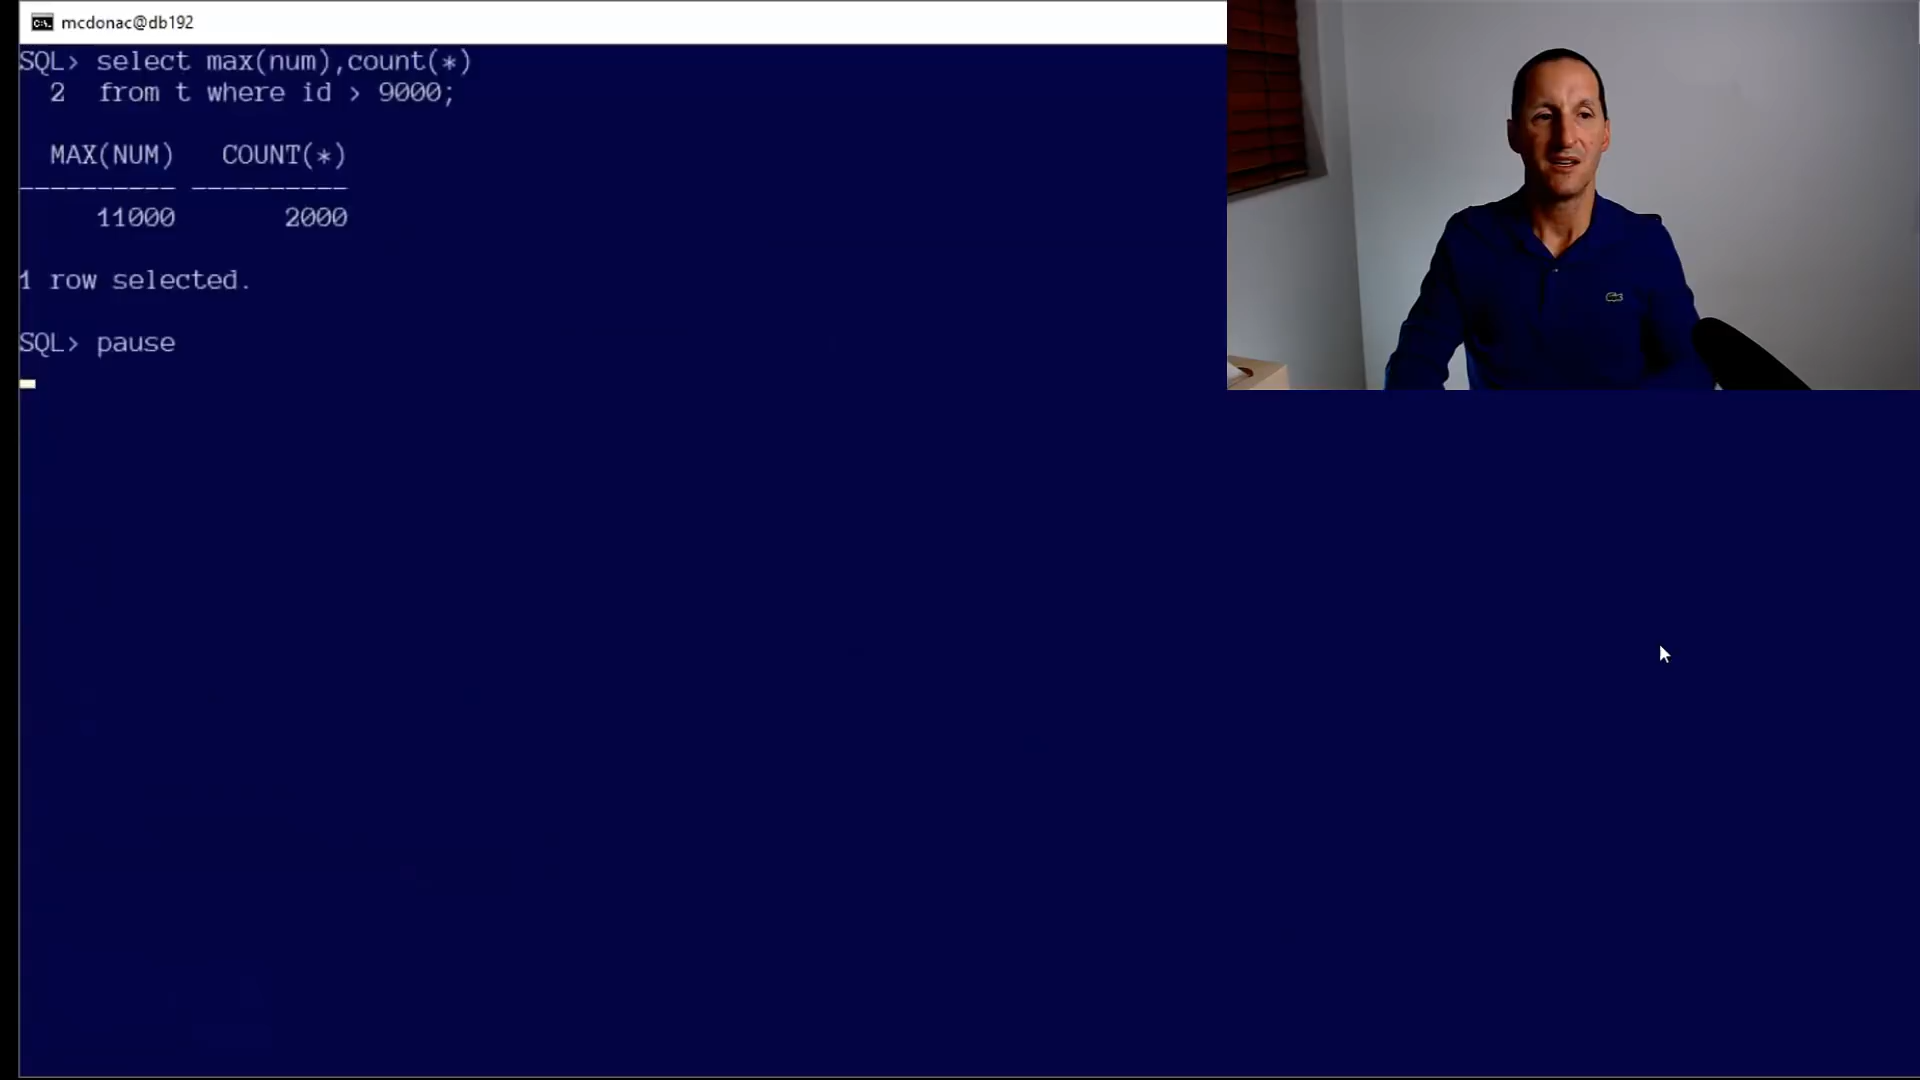 mcdonac@db192
SQL> select max(num),count(*)
  2  from t where id > 9000;
  MAX(NUM)   COUNT(*)
---------- ----------
     11000       2000
1 row selected.
SQL> pause